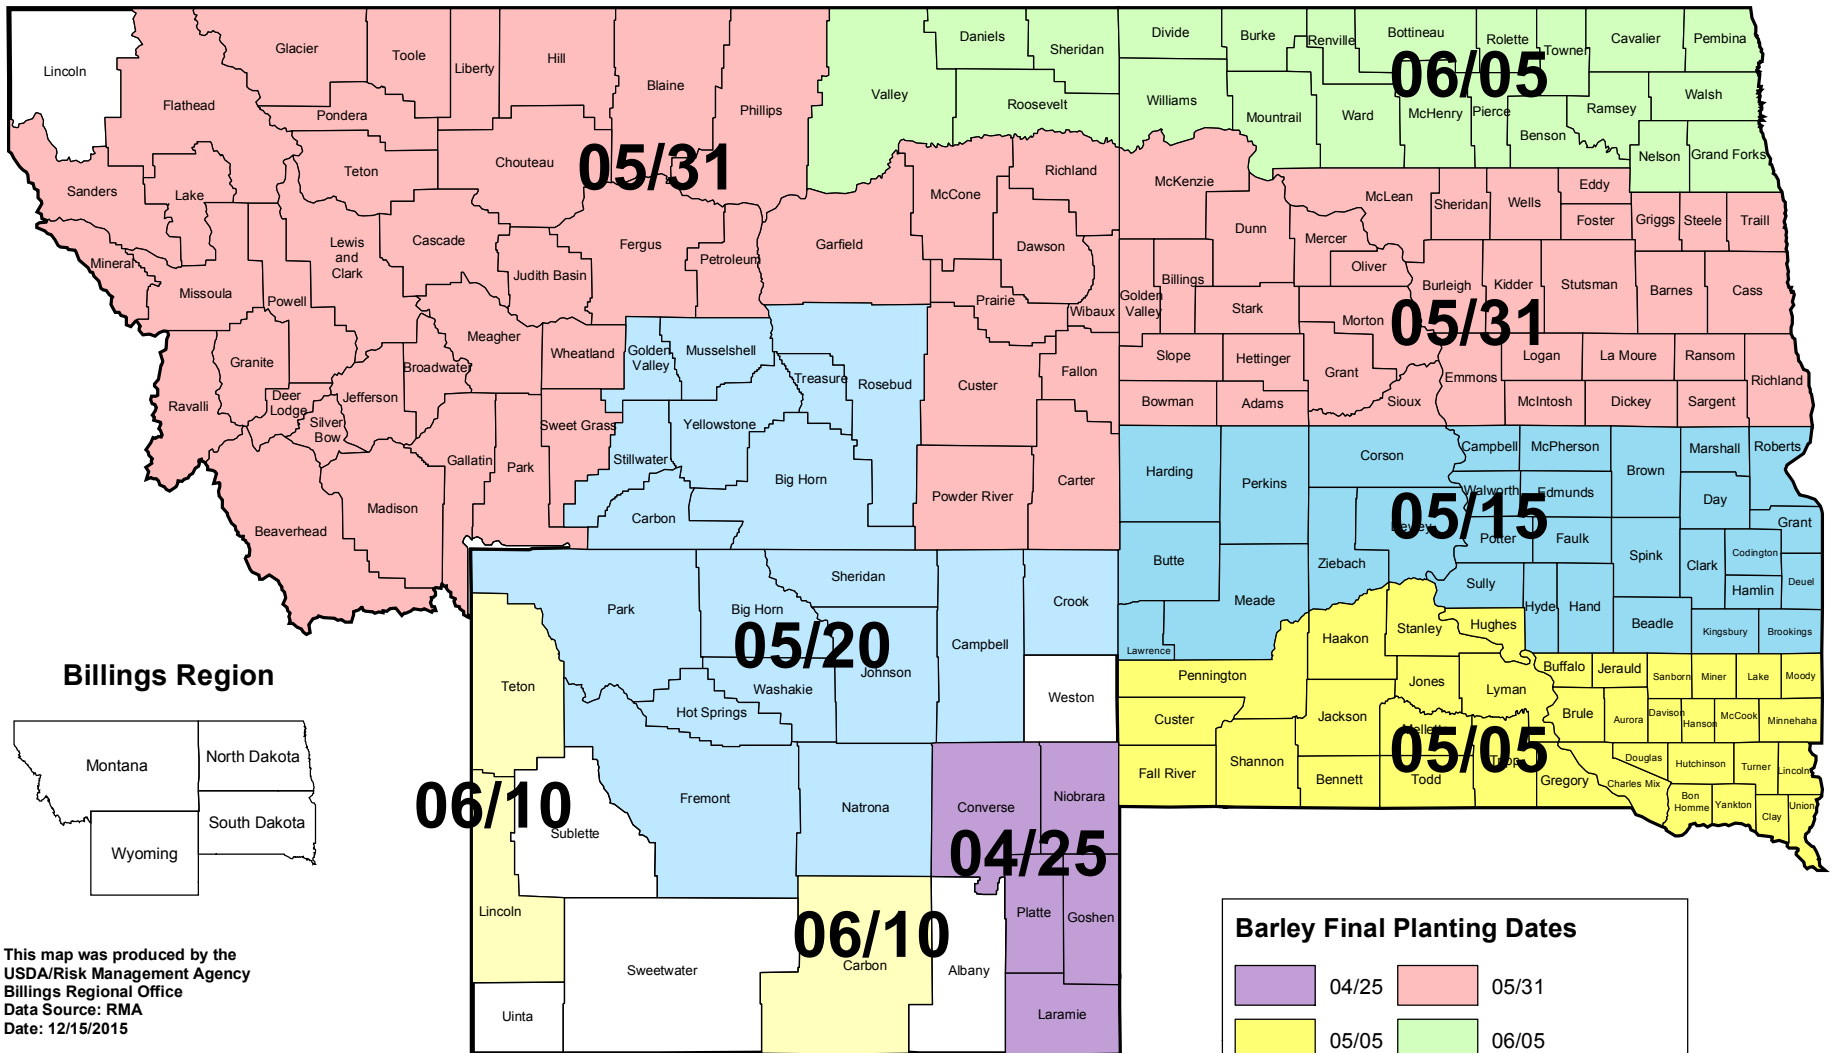 Lincoln
Flathead
Glacier
Toole
Liberty
Hill
Blaine
Phillips
Valley
Daniels
Sheridan
Roosevelt
Divide
Burke
Renville
Bottineau
Rolette
Towner
Cavalier
Pembina
06/05
Williams
Mountrail
Ward
McHenry
Pierce
Benson
Ramsey
Walsh
Nelson
Grand Forks
Pondera
Teton
Chouteau
05/31
Sanders
Lake
Lewis
and
Clark
Cascade
Judith Basin
Fergus
Petroleum
Garfield
McCone
Richland
Dawson
Prairie
Wibaux
McKenzie
Dunn
Mercer
Oliver
McLean
Sheridan
Wells
Eddy
Foster
Griggs
Steele
Traill
Mineral
Missoula
Powell
Granite
Ravalli
Deer
Lodge
Silver
Bow
Jefferson
Broadwater
Meagher
Wheatland
Golden
Valley
Musselshell
Treasure
Rosebud
Custer
Fallon
Golden
Valley
Billings
Stark
Morton
Burleigh
Kidder
Stutsman
Barnes
Cass
05/31
Slope
Hettinger
Grant
Sioux
Emmons
Logan
La Moure
Ransom
Richland
Bowman
Adams
McIntosh
Dickey
Sargent
Beaverhead
Madison
Gallatin
Park
Sweet Grass
Stillwater
Yellowstone
Carbon
Big Horn
Powder River
Carter
Harding
Perkins
Corson
Campbell
McPherson
Brown
Marshall
Roberts
Walworth
Edmunds
Day
Grant
05/15
Dewey
Potter
Faulk
Spink
Clark
Codington
Hamlin
Deuel
Butte
Meade
Ziebach
Sully
Hyde
Hand
Beadle
Kingsbury
Brookings
Lawrence
Park
Big Horn
Sheridan
Johnson
Campbell
Crook
Weston
05/20
Washakie
Hot Springs
Teton
Fremont
Natrona
Sublette
Lincoln
06/10
Converse
Niobrara
04/25
Platte
Goshen
Laramie
06/10
Carbon
Albany
Sweetwater
Uinta
Pennington
Haakon
Stanley
Hughes
Jones
Lyman
Buffalo
Jerauld
Sanborn
Miner
Lake
Moody
Custer
Jackson
Mellette
Brule
Aurora
Davison
Hanson
McCook
Minnehaha
05/05
Fall River
Shannon
Bennett
Todd
Tripp
Gregory
Charles Mix
Douglas
Hutchinson
Turner
Lincoln
Bon
Homme
Yankton
Clay
Union
Billings Region
Montana
North Dakota
South Dakota
Wyoming
This map was produced by the
USDA/Risk Management Agency
Billings Regional Office
Data Source: RMA
Date: 12/15/2015
Barley Final Planting Dates
04/25
05/31
05/05
06/05